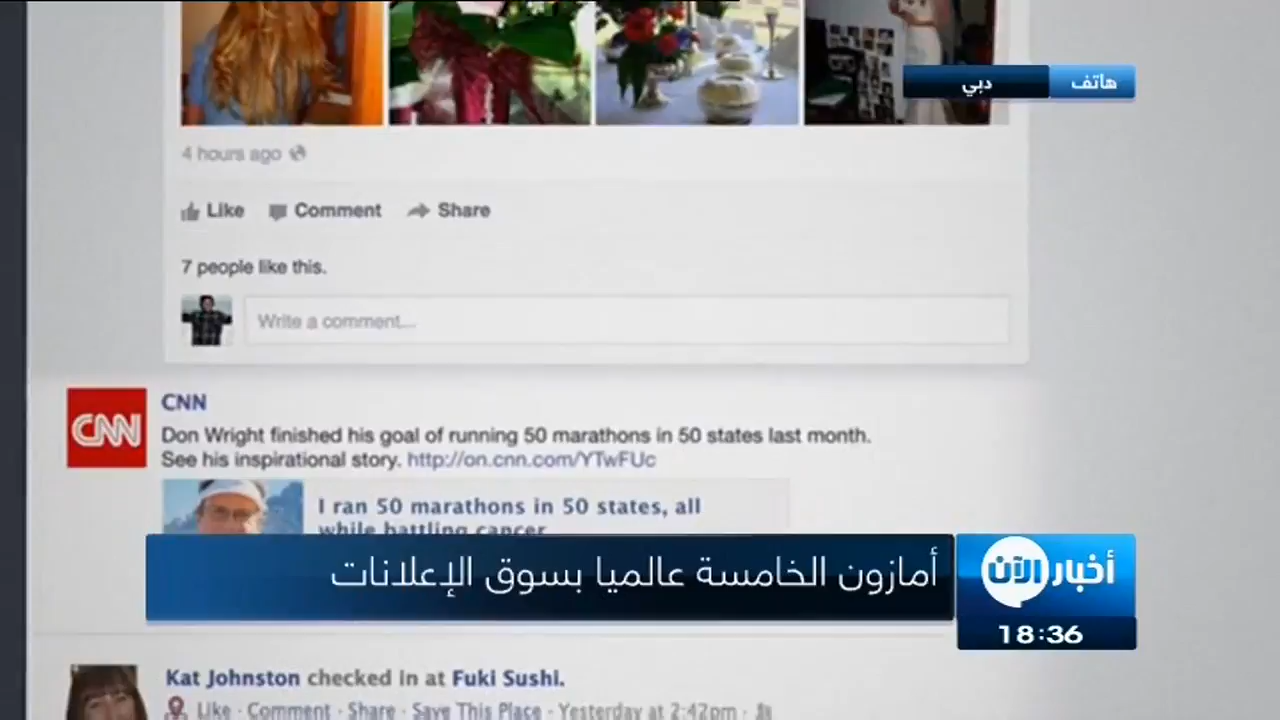 هاتف
دبي
4 hours ago
Like Comment Share
7 people like this.
Write a comment...
CNN
CNN
Don Wright finished his goal of running 50 marathons in 50 states last month.
See his inspirational story. http://on.cnn.com/YTwFUc
I ran 50 marathons in 50 states, all
while battling cancer
أمازون الخامسة عالميا بسوق الإعلانات
أخبار الآن
18:36
Kat Johnston checked in at Fuki Sushi.
Like · Comment · Share · Save This Place · Yesterday at 2:42pm ·